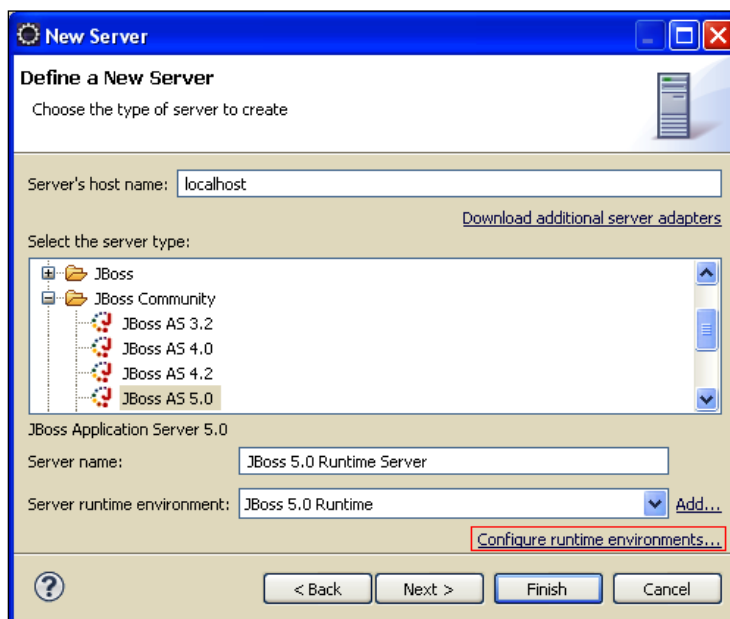 New Server
Define a New Server
Choose the type of server to create
Server's host name: localhost
Download additional server adapters
Select the server type:
JBoss
JBoss Community
JBoss AS 3.2
JBoss AS 4.0
JBoss AS 4.2
JBoss AS 5.0
JBoss Application Server 5.0
Server name: JBoss 5.0 Runtime Server
Server runtime environment: JBoss 5.0 Runtime Add...
Configure runtime environments...
? < Back Next > Finish Cancel